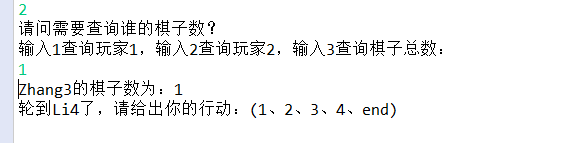 2
请问需要查询谁的棋子数?
输入1查询玩家1，输入2查询玩家2，输入3查询棋子总数：
1
Zhang3的棋子数为：1
轮到Li4了，请给出你的行动：(1、2、3、4、end)